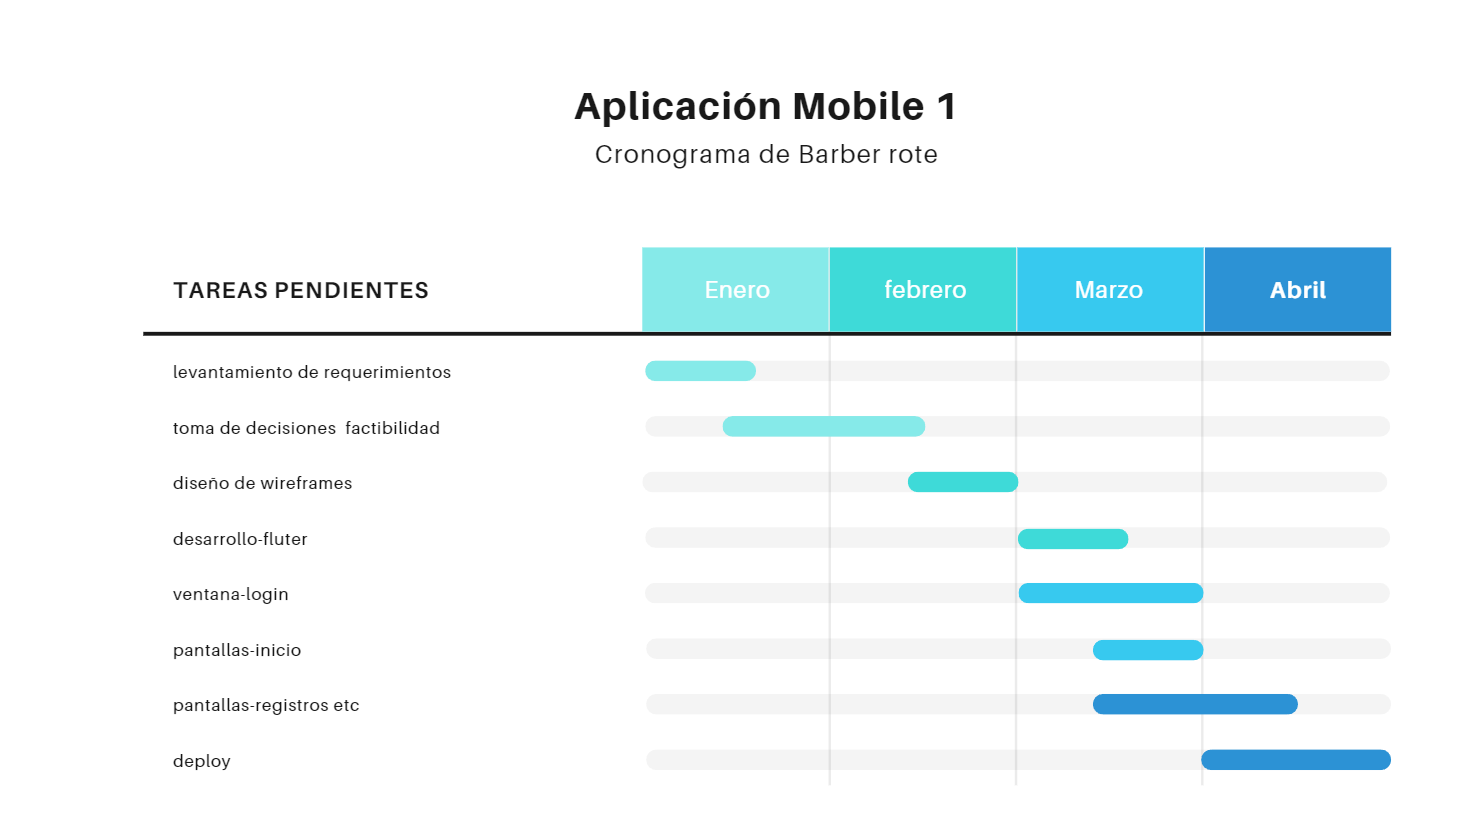 Aplicación Mobile 1
Cronograma de Barber rote
TAREAS PENDIENTES Enero febrero Marzo Abril
levantamiento de requerimientos
toma de decisiones  factibilidad
diseño de wireframes
desarrollo-fluter
ventana-login
pantallas-inicio
pantallas-registros etc
deploy